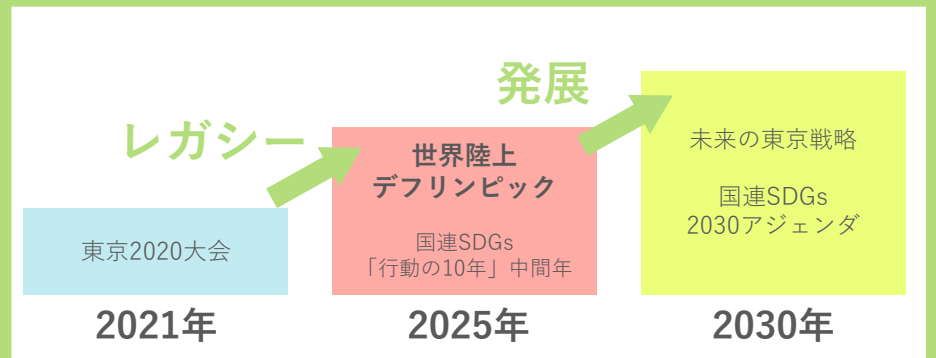 レガシー
発展
東京2020大会
世界陸上
デフリンピック
国連SDGs
「行動の10年」中間年
未来の東京戦略
国連SDGs
2030アジェンダ
2021年
2025年
2030年